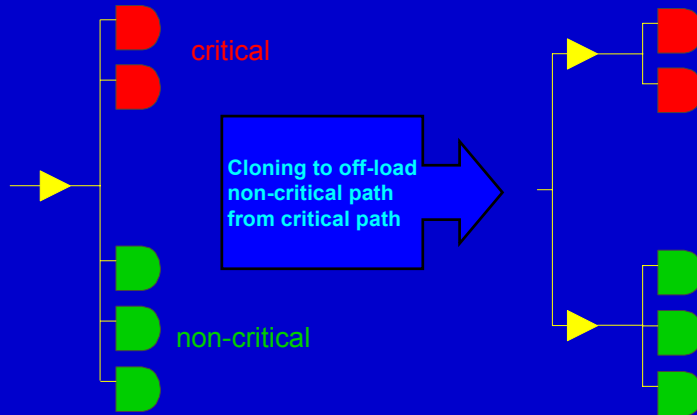 critical
Cloning to off-load
non-critical path
from critical path
non-critical